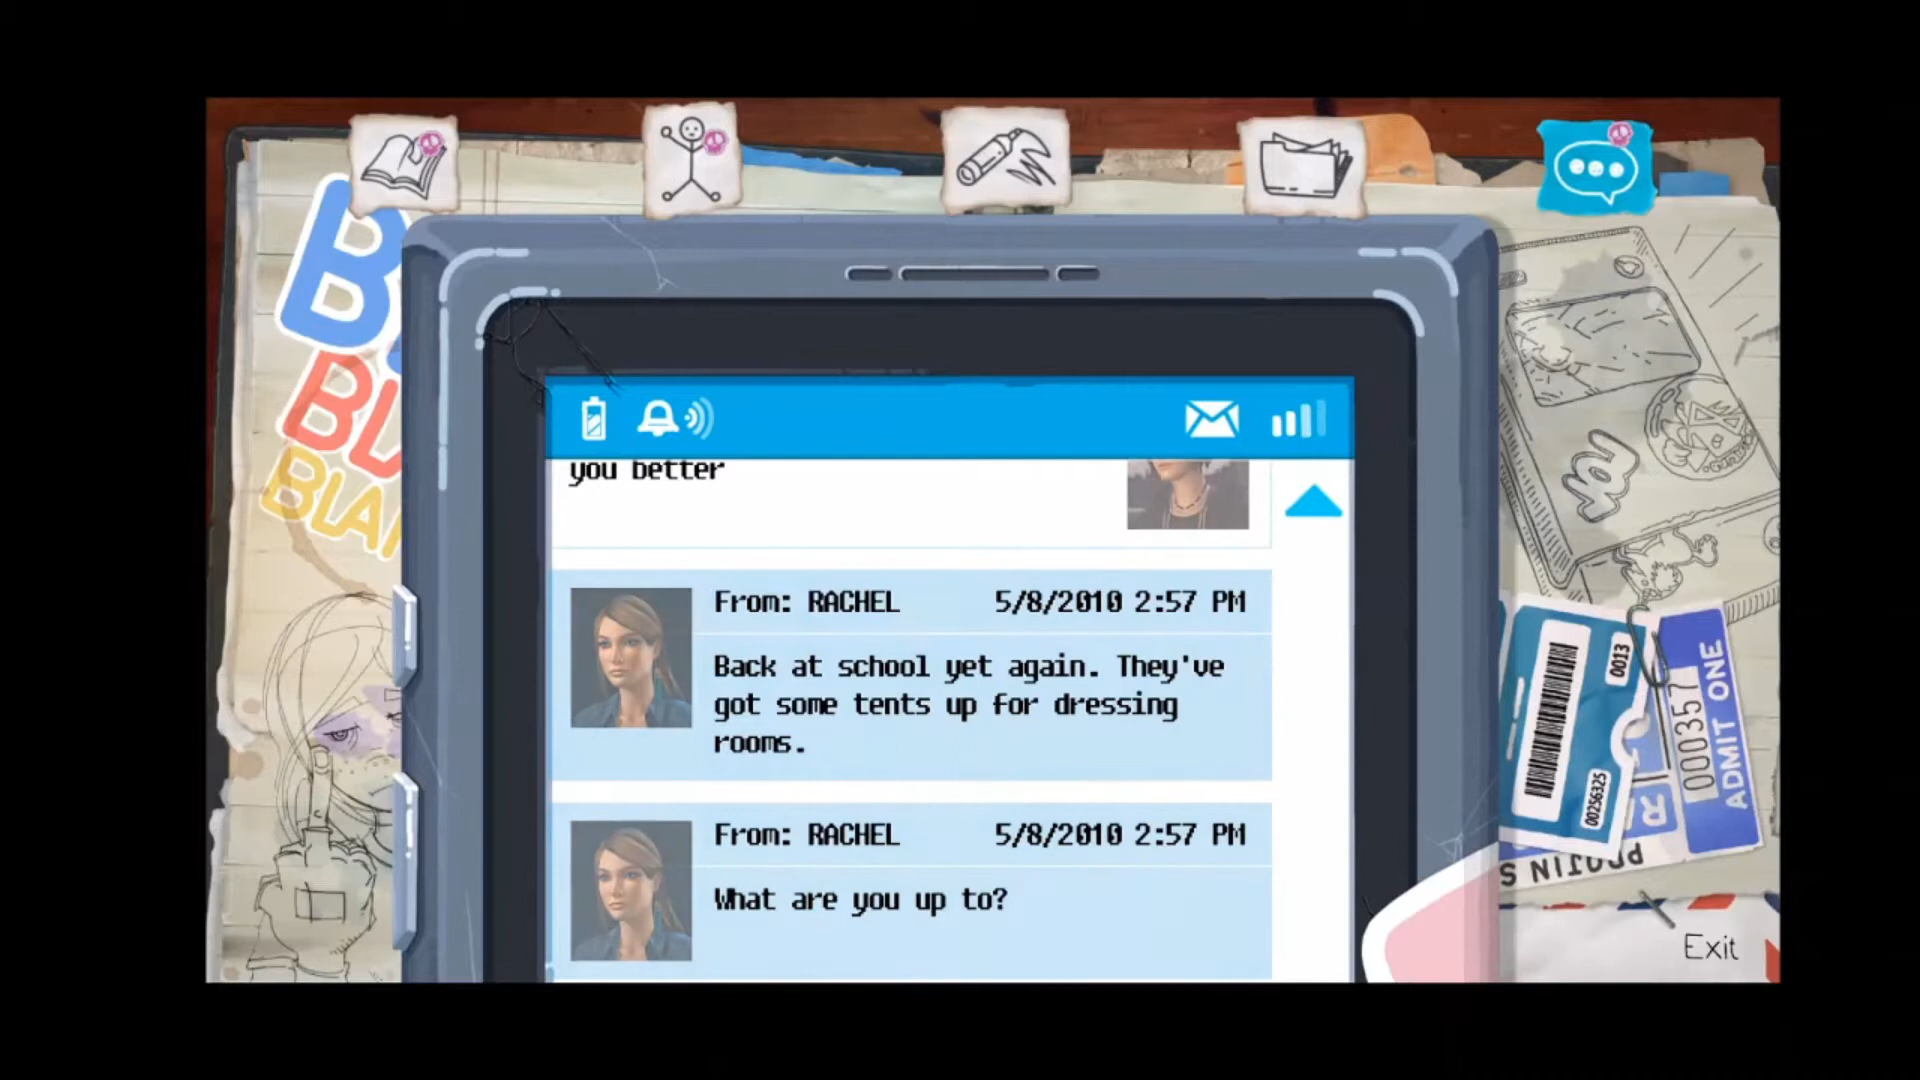 BL
BLA
you better
From: RACHEL 5/8/2010 2:57 PM
Back at school yet again. They've
got some tents up for dressing
rooms.
From: RACHEL 5/8/2010 2:57 PM
What are you up to?
0013
00256325
000357
ADMIT ONE
Exit